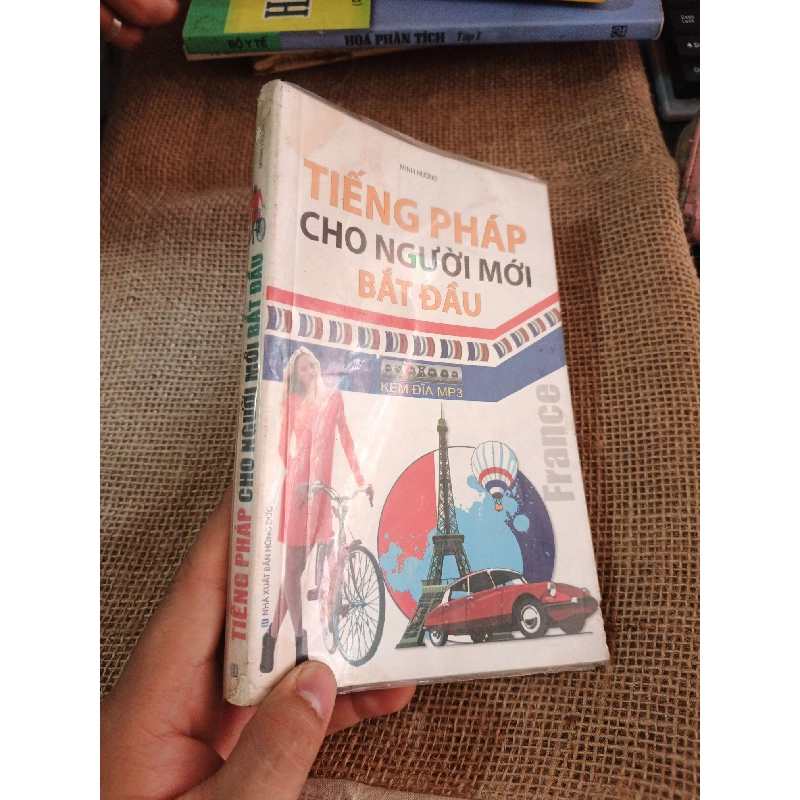 BỘ Y TẾ
HOÁ PHÂN TÍCH Tập I
MINH HƯƠNG
TIẾNG PHÁP
CHO NGƯỜI MỚI
BẮT ĐẦU
KÈM ĐĨA MP3
France
TIẾNG PHÁP CHO NGƯỜI MỚI BẮT ĐẦU
NHÀ XUẤT BẢN HỒNG ĐỨC